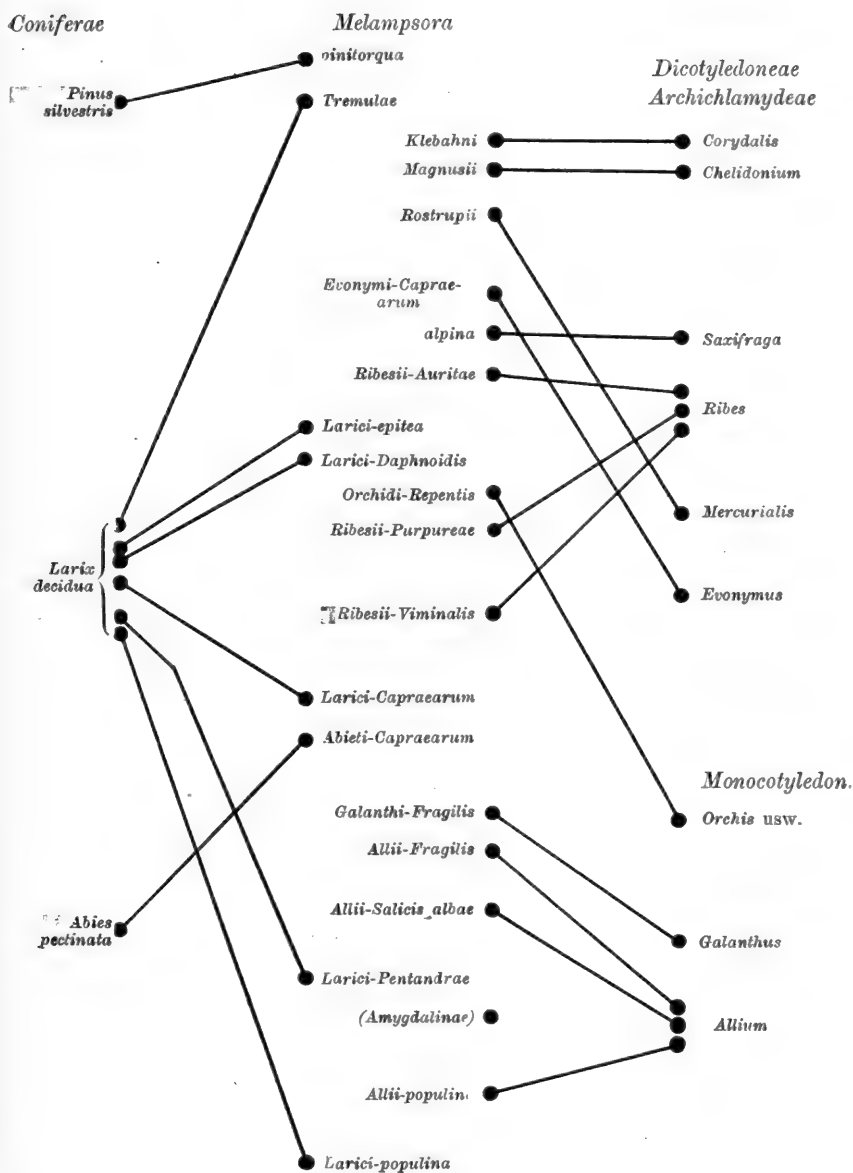 Coniferae
Melampsora
Dicotyledoneae
Archichlamydeae
pinitorqua
Pinus
silvestris
Tremulae
Klebahni
Corydalis
Magnusii
Chelidonium
Rostrupii
Evonymi-Caprae-
arum
alpina
Saxifraga
Ribesii-Auritae
Ribes
Larici-epitea
Larici-Daphnoidis
Orchidi-Repentis
Mercurialis
Ribesii-Purpureae
Larix
decidua
Evonymus
Ribesii-Viminalis
Larici-Capraearum
Abieti-Capraearum
Monocotyledon.
Galanthi-Fragilis
Orchis usw.
Allii-Fragilis
Allii-Salicis albae
Abies
pectinata
Galanthus
Larici-Pentandrae
(Amygdalinae)
Allium
Allii-populin
Larici-populina